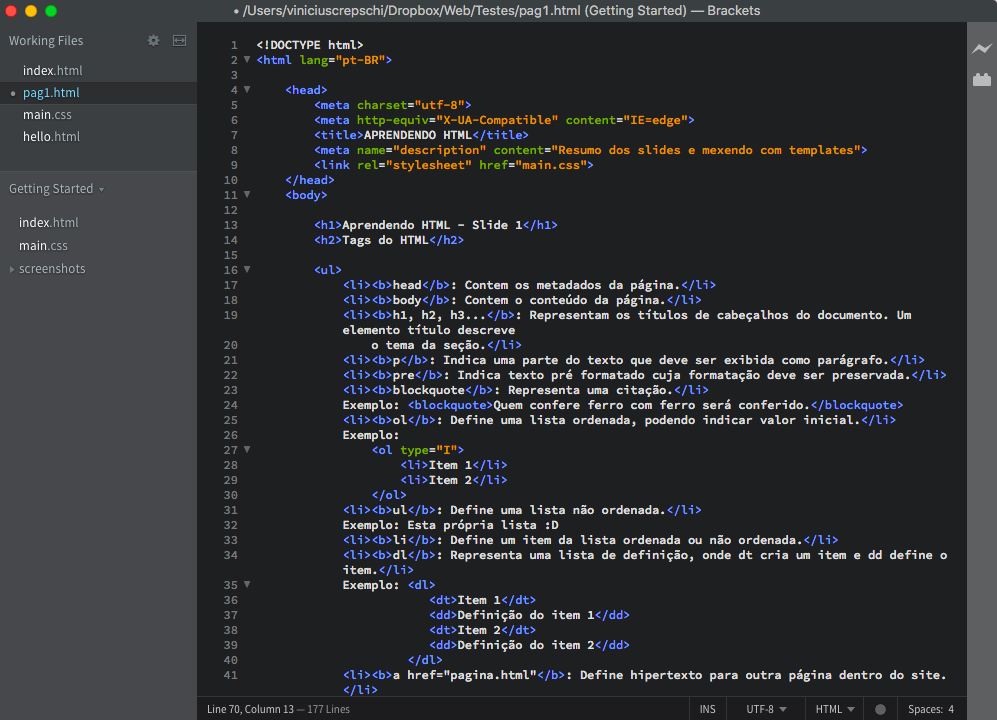 • /Users/viniciuscrepschi/Dropbox/Web/Testes/pag1.html (Getting Started) — Brackets
Working Files
index.html
• pag1.html
main.css
hello.html
Getting Started
index.html
main.css
screenshots
1 <!DOCTYPE html>
2 <html lang="pt-BR">
3
4 <head>
5 <meta charset="utf-8">
6 <meta http-equiv="X-UA-Compatible" content="IE=edge">
7 <title>APRENDENDO HTML</title>
8 <meta name="description" content="Resumo dos slides e mexendo com templates">
9 <link rel="stylesheet" href="main.css">
10 </head>
11 <body>
12
13 <h1>Aprendendo HTML - Slide 1</h1>
14 <h2>Tags do HTML</h2>
15
16 <ul>
17 <li><b>head</b>: Contem os metadados da página.</li>
18 <li><b>body</b>: Contem o conteúdo da página.</li>
19 <li><b>h1, h2, h3...</b>: Representam os títulos de cabeçalhos do documento. Um
elemento título descreve
20 o tema da seção.</li>
21 <li><b>p</b>: Indica uma parte do texto que deve ser exibida como parágrafo.</li>
22 <li><b>pre</b>: Indica texto pré formatado cuja formatação deve ser preservada.</li>
23 <li><b>blockquote</b>: Representa uma citação.</li>
24 Exemplo: <blockquote>Quem confere ferro com ferro será conferido.</blockquote>
25 <li><b>ol</b>: Define uma lista ordenada, podendo indicar valor inicial.</li>
26 Exemplo:
27 <ol type="I">
28 <li>Item 1</li>
29 <li>Item 2</li>
30 </ol>
31 <li><b>ul</b>: Define uma lista não ordenada.</li>
32 Exemplo: Esta própria lista :D
33 <li><b>li</b>: Define um item da lista ordenada ou não ordenada.</li>
34 <li><b>dl</b>: Representa uma lista de definição, onde dt cria um item e dd define o
item.</li>
35 Exemplo: <dl>
36 <dt>Item 1</dt>
37 <dd>Definição do item 1</dd>
38 <dt>Item 2</dt>
39 <dd>Definição do item 2</dd>
40 </dl>
41 <li><b>a href="pagina.html"</b>: Define hipertexto para outra página dentro do site.
</li>
Line 70, Column 13 — 177 Lines
INS
UTF-8
HTML
Spaces: 4